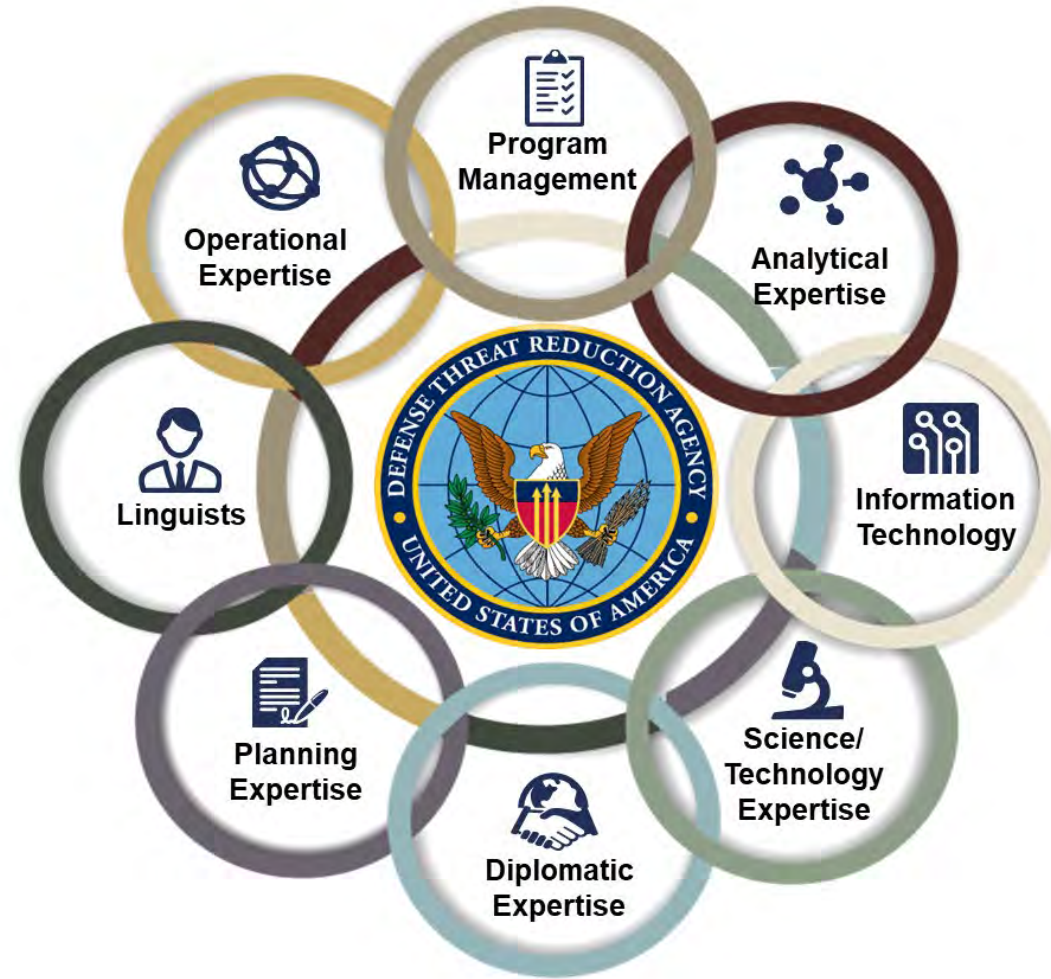 Program
Management
Analytical
Expertise
Information
Technology
Science/
Technology
Expertise
Diplomatic
Expertise
Planning
Expertise
Linguists
Operational
Expertise
DEFENSE THREAT REDUCTION AGENCY
UNITED STATES OF AMERICA